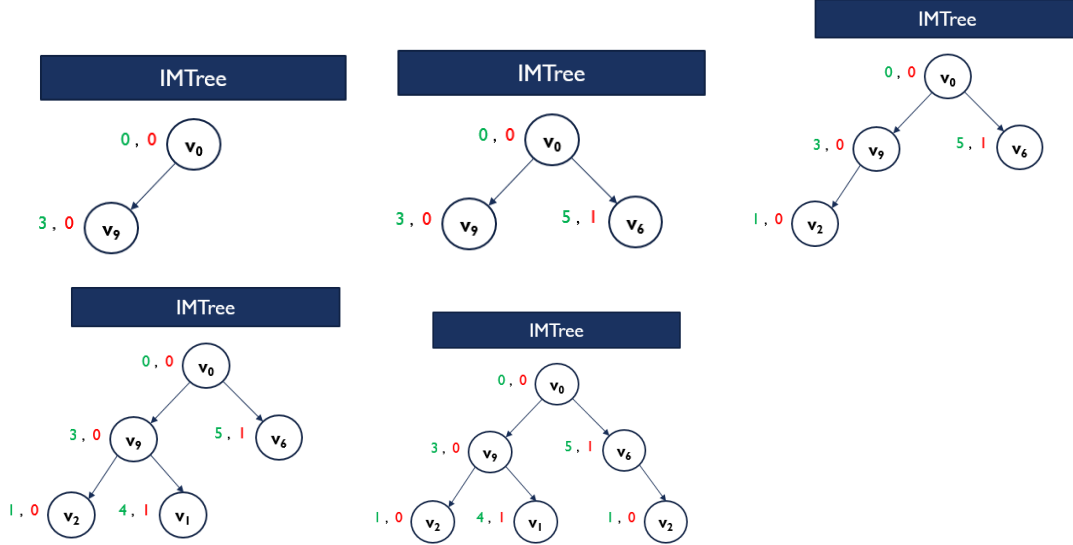 IMTree
0 , 0
v0
3 , 0
v9
IMTree
0 , 0
v0
3 , 0
v9
5 , 1
v6
IMTree
0 , 0
v0
3 , 0
v9
5 , 1
v6
1 , 0
v2
IMTree
0 , 0
v0
3 , 0
v9
5 , 1
v6
1 , 0
v2
4 , 1
v1
IMTree
0 , 0
v0
3 , 0
v9
5 , 1
v6
1 , 0
v2
4 , 1
v1
1 , 0
v2